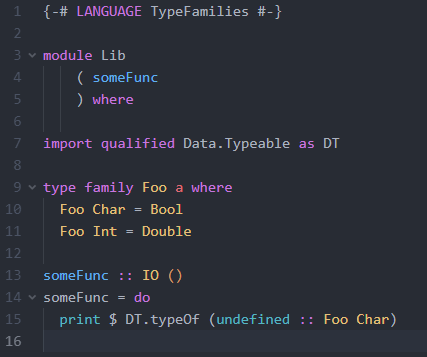 1 {-# LANGUAGE TypeFamilies #-}
2
3 module Lib
4     ( someFunc
5     ) where
6
7 import qualified Data.Typeable as DT
8
9 type family Foo a where
10   Foo Char = Bool
11   Foo Int = Double
12
13 someFunc :: IO ()
14 someFunc = do
15   print $ DT.typeOf (undefined :: Foo Char)
16